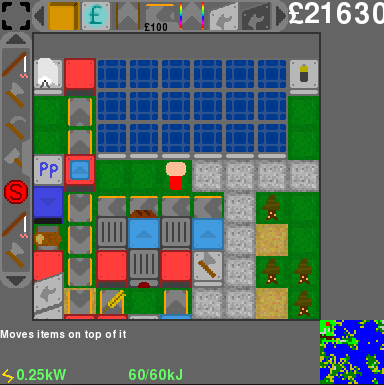 £21630
£
£100
PP
S
Moves items on top of it
0.25kW 60/60kJ